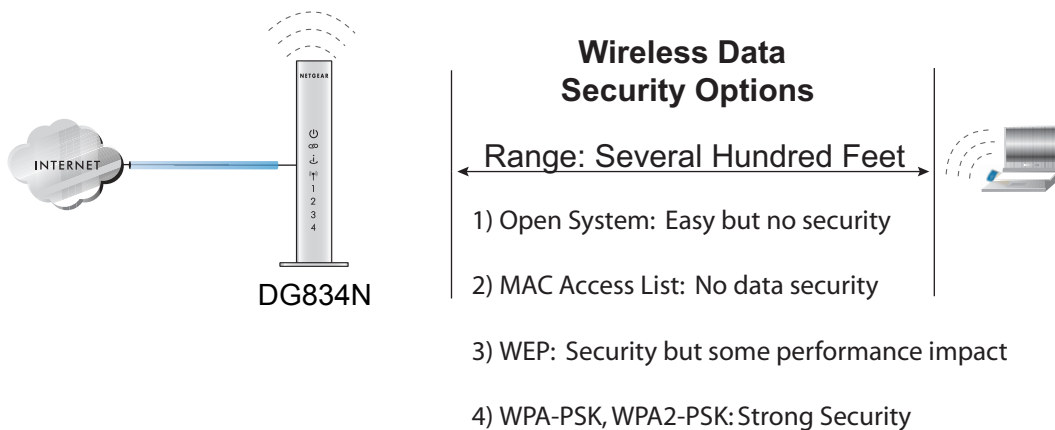 Wireless Data
Security Options
NETGEAR
INTERNET
Range: Several Hundred Feet
1
2
3
4
DG834N
1) Open System: Easy but no security
2) MAC Access List: No data security
3) WEP: Security but some performance impact
4) WPA-PSK, WPA2-PSK: Strong Security